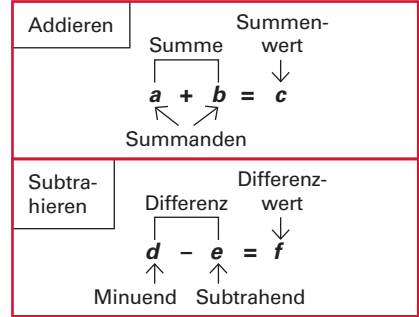 Addieren
Summen-
wert
Summe
a + b = c
Summanden
Subtra-
hieren
Differenz-
wert
Differenz
d – e = f
Minuend Subtrahend